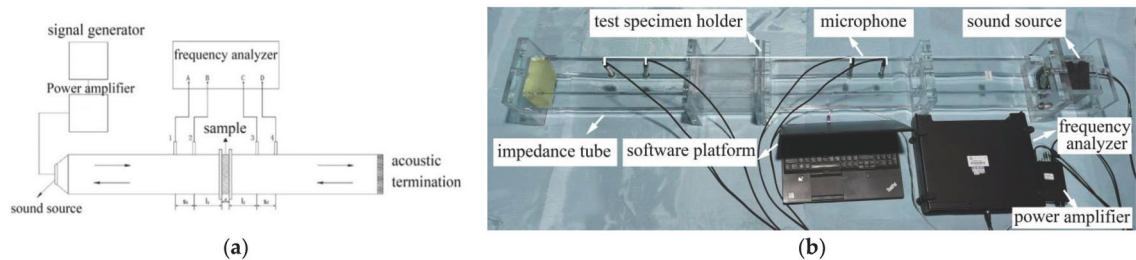 signal generator
frequency analyzer
A B C D
Power amplifier
sample
1 2 3 4
acoustic
termination
sound source
(a)
test specimen holder
microphone
sound source
impedance tube
software platform
frequency
analyzer
power amplifier
(b)